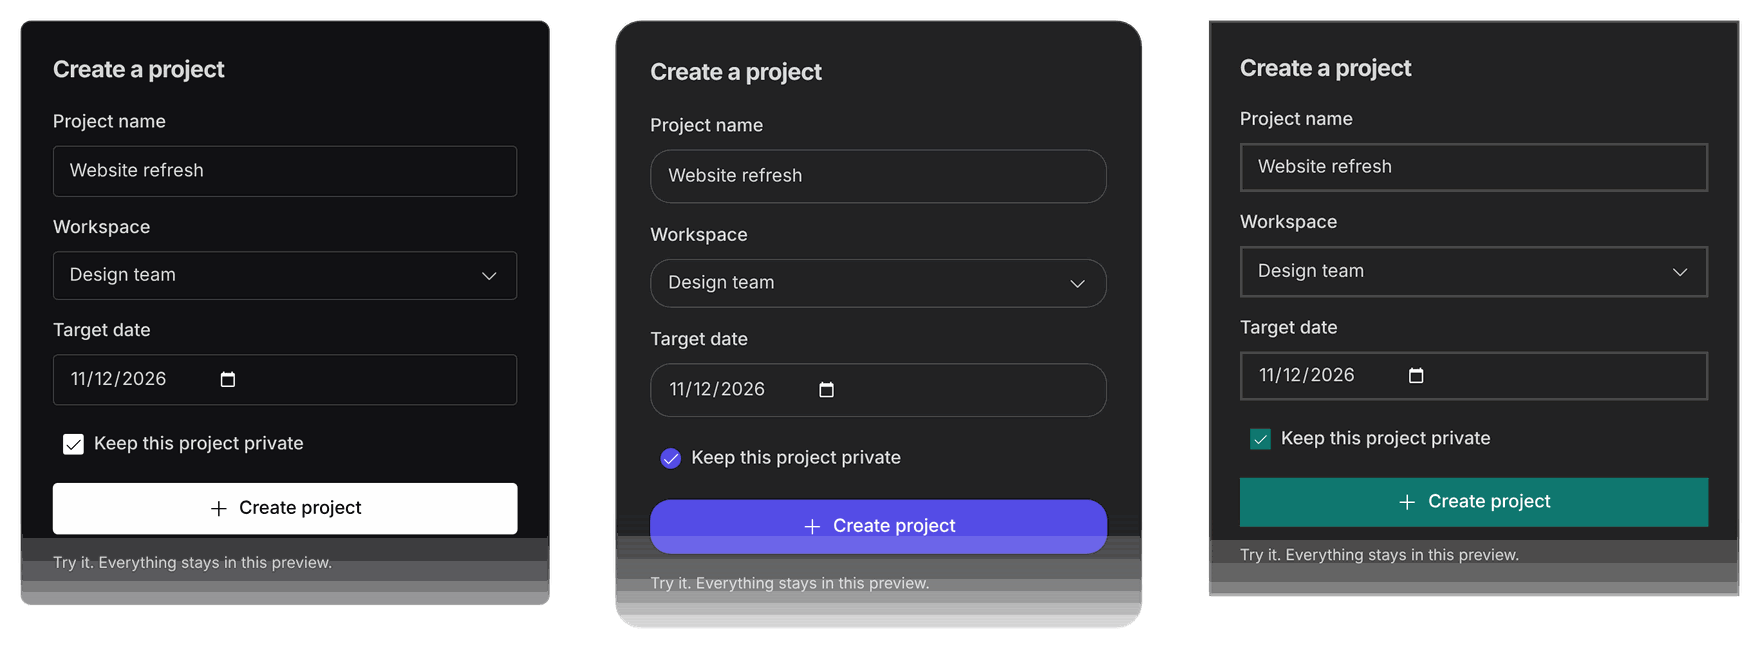 Create a project
Project name
Website refresh
Workspace
Design team
Target date
11/12/2026
Keep this project private
Create project
Try it. Everything stays in this preview.
Create a project
Project name
Website refresh
Workspace
Design team
Target date
11/12/2026
Keep this project private
Create project
Try it. Everything stays in this preview.
Create a project
Project name
Website refresh
Workspace
Design team
Target date
11/12/2026
Keep this project private
Create project
Try it. Everything stays in this preview.